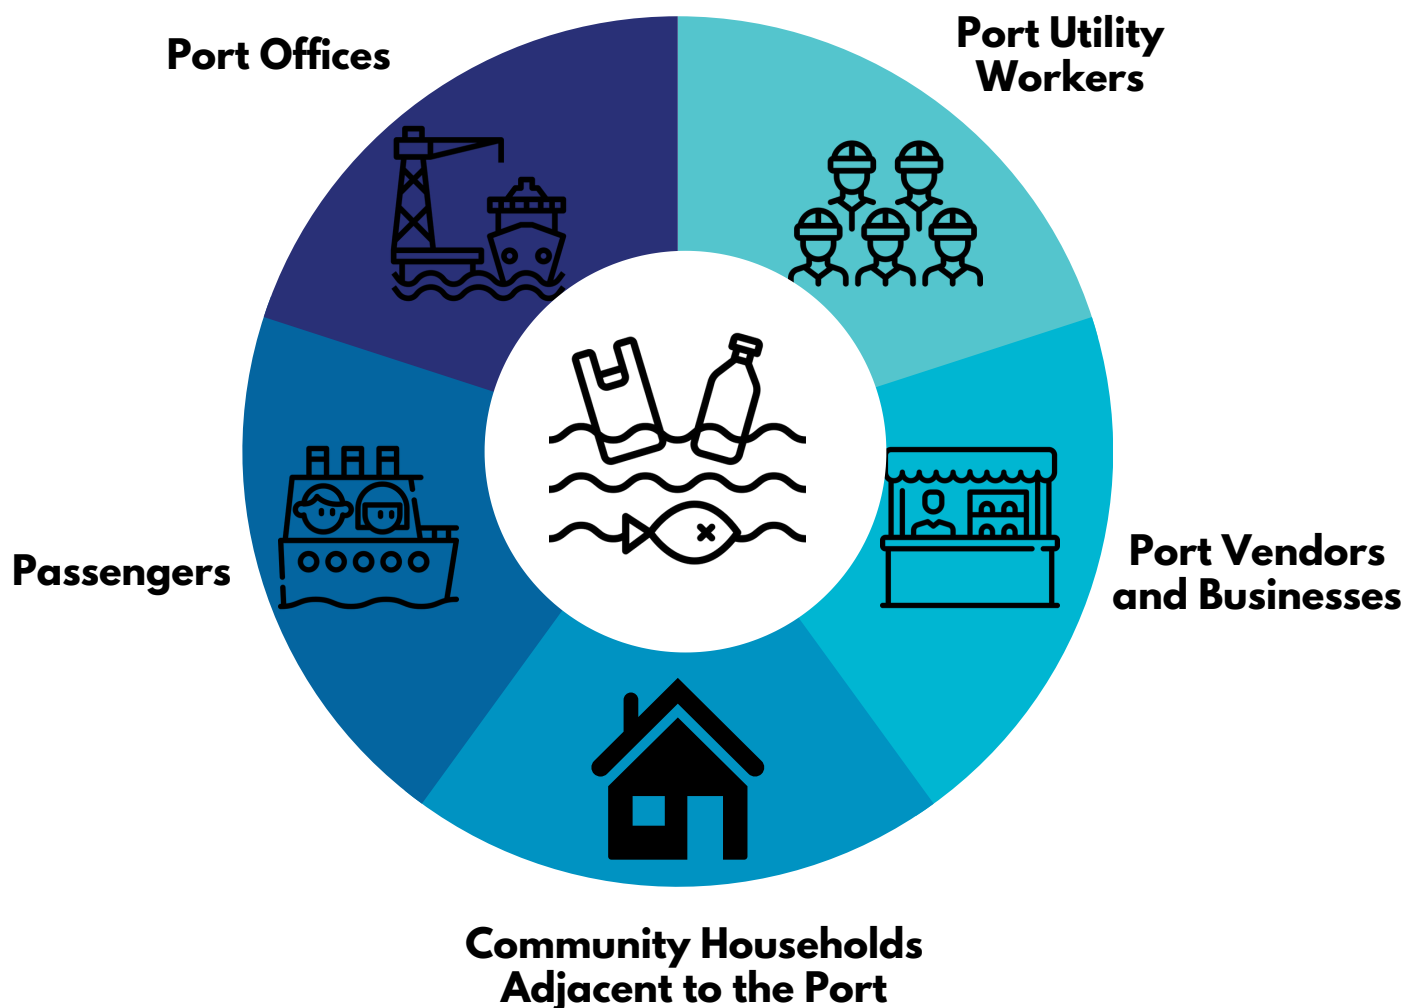 Port Offices
Port Utility
Workers
Passengers
Port Vendors
and Businesses
Community Households
Adjacent to the Port